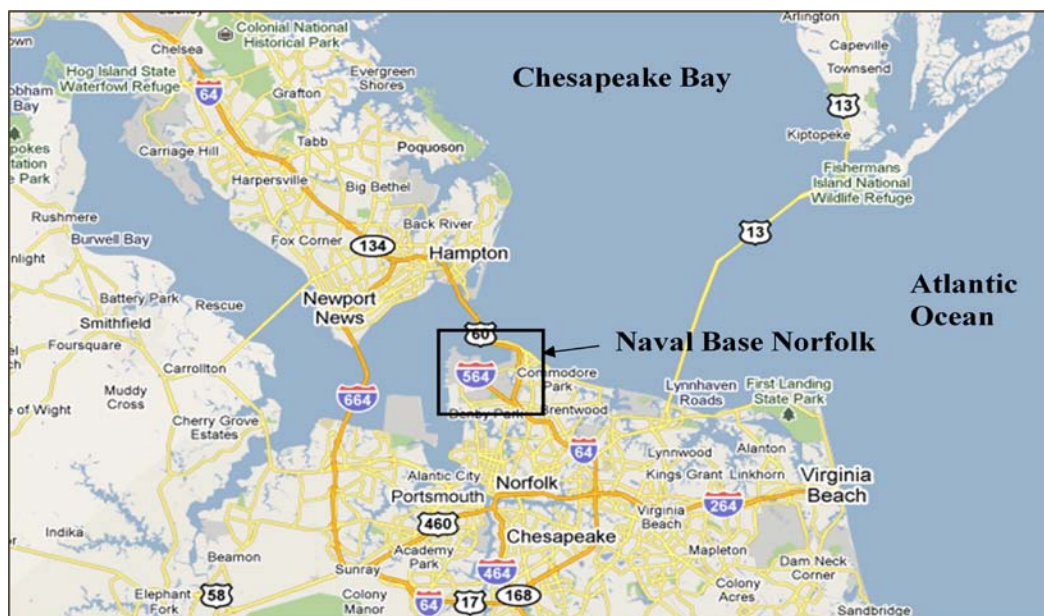 Lackey
Colonial National
Historical Park
Chelsea
Hog Island State
Waterfowl Refuge
64
Evergreen
Shores
Grafton
Chesapeake Bay
Arlington
Capeville
Townsend
13
Kiptopeke
Bay
State Park
Carriage Hill
Tabb
Poquoson
Harpersville
Big Bethel
Fishermans
Island National
Wildlife Refuge
Rushmere
Burwell Bay
Back River
Fox Corner
134
Hampton
13
Battery Park
Rescue
Newport
News
Atlantic
Ocean
Smithfield
Foursquare
60
Naval Base Norfolk
Carrollton
564
Commodore
Park
Lynnhaven
Roads
First Landing
State Park
Muddy
Cross
664
Denby Park
Brentwood
Cherry Grove
Estates
64
Lynnwood
Alanton
Kings Grant
Linkhorn
Alantic City
Norfolk
Virginia
Beach
Portsmouth
264
460
Virginia
Beach
Indika
Chesapeake
Academy
Park
Mapleton
Beamon
Sunray
464
Dam Neck
Corner
Elephant
Fork
58
Colony
Manor
64
17
168
Colony
Acres
Sandbridge